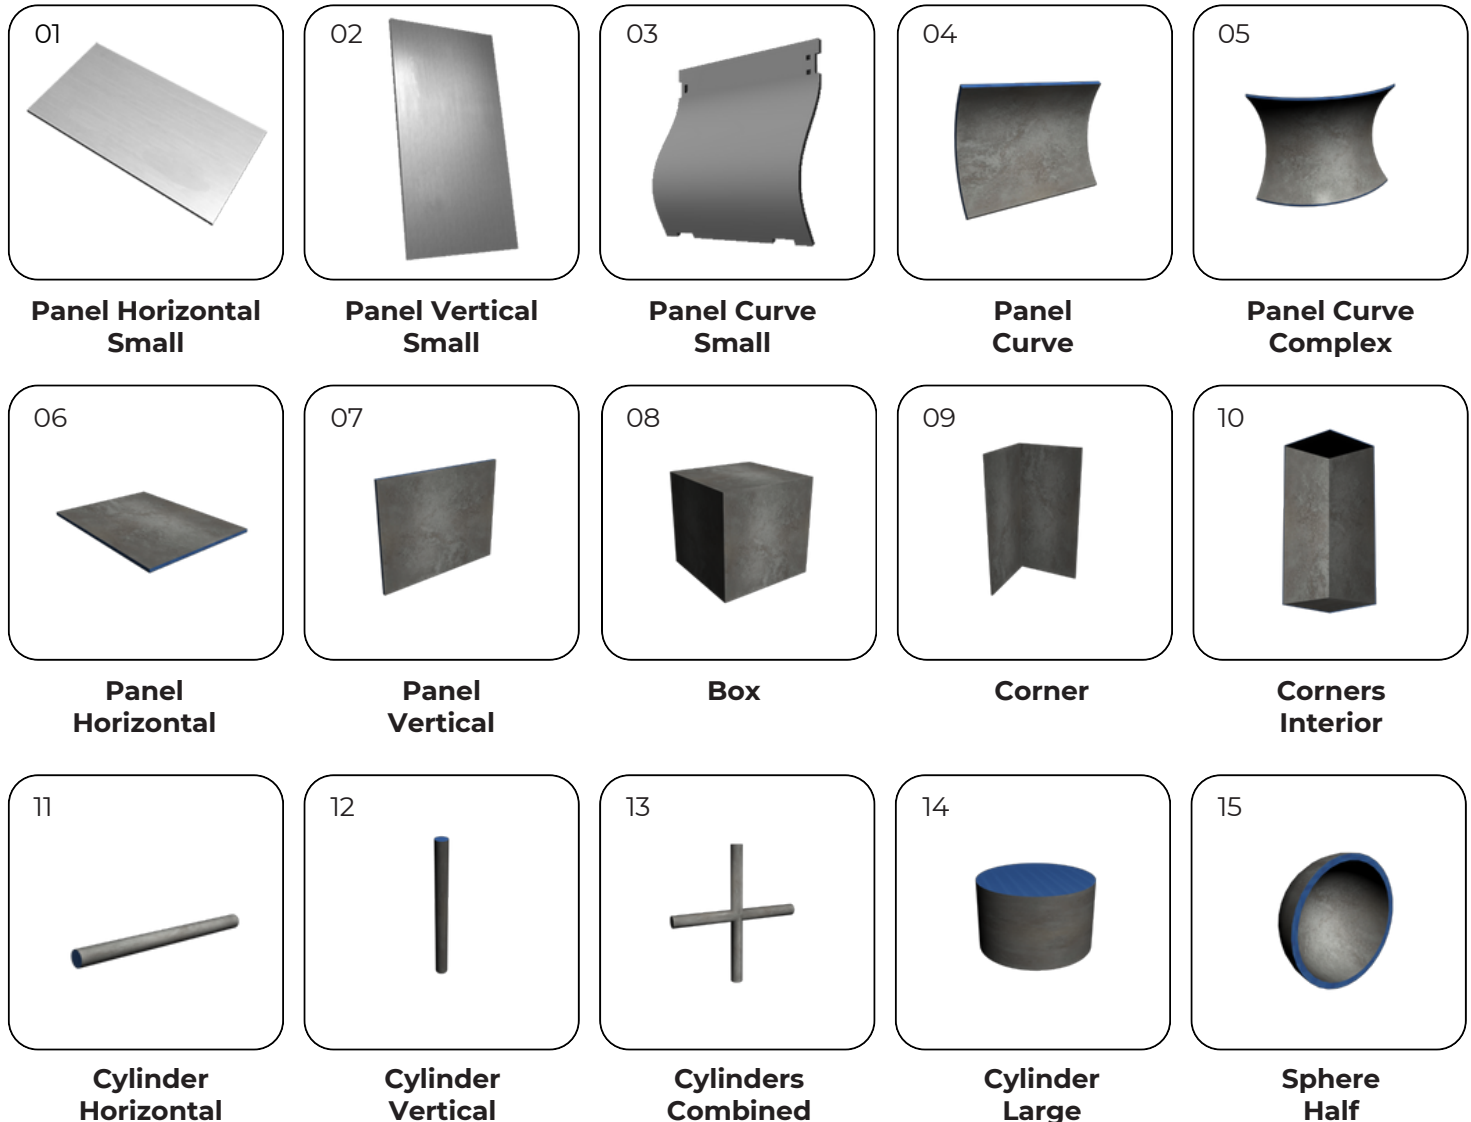 01
02
03
04
05
Panel Horizontal
Small
Panel Vertical
Small
Panel Curve
Small
Panel
Curve
Panel Curve
Complex
06
07
08
09
10
Panel
Horizontal
Panel
Vertical
Box
Corner
Corners
Interior
11
12
13
14
15
Cylinder
Horizontal
Cylinder
Vertical
Cylinders
Combined
Cylinder
Large
Sphere
Half